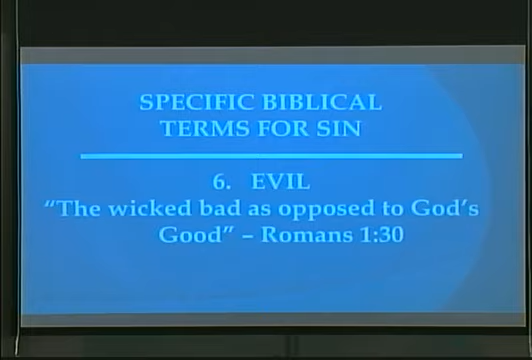 SPECIFIC BIBLICAL
TERMS FOR SIN
6. EVIL
“The wicked bad as opposed to God’s
Good” – Romans 1:30